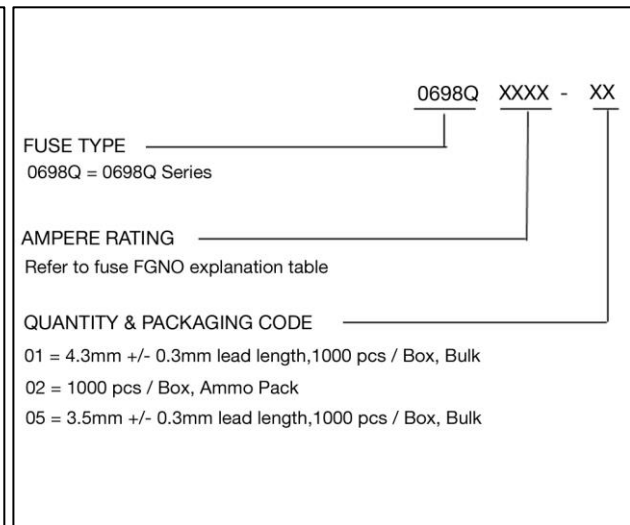 0698Q XXXX - XX
FUSE TYPE
0698Q = 0698Q Series
AMPERE RATING
Refer to fuse FGNO explanation table
QUANTITY & PACKAGING CODE
01 = 4.3mm +/- 0.3mm lead length,1000 pcs / Box, Bulk
02 = 1000 pcs / Box, Ammo Pack
05 = 3.5mm +/- 0.3mm lead length,1000 pcs / Box, Bulk